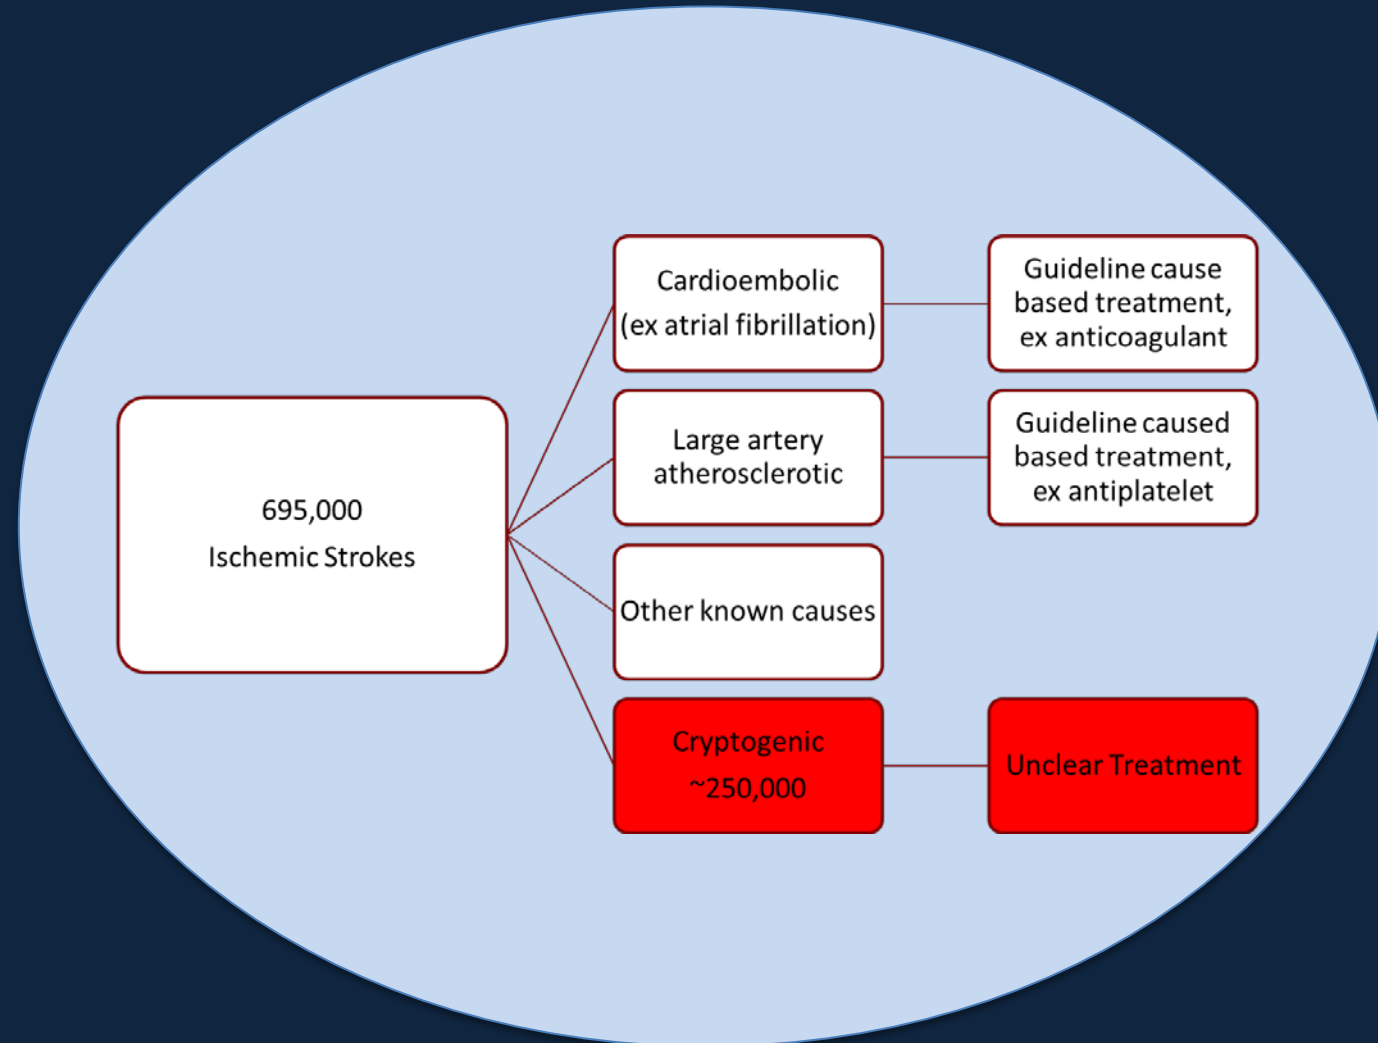 695,000
Ischemic Strokes
Cardioembolic
(ex atrial fibrillation)
Guideline cause
based treatment,
ex anticoagulant
Large artery
atherosclerotic
Guideline caused
based treatment,
ex antiplatelet
Other known causes
Cryptogenic
~250,000
Unclear Treatment